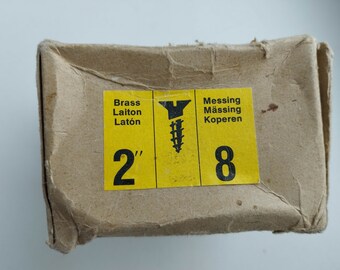 Brass
Laiton
Latón
2"
Messing
Mässing
Koperen
8